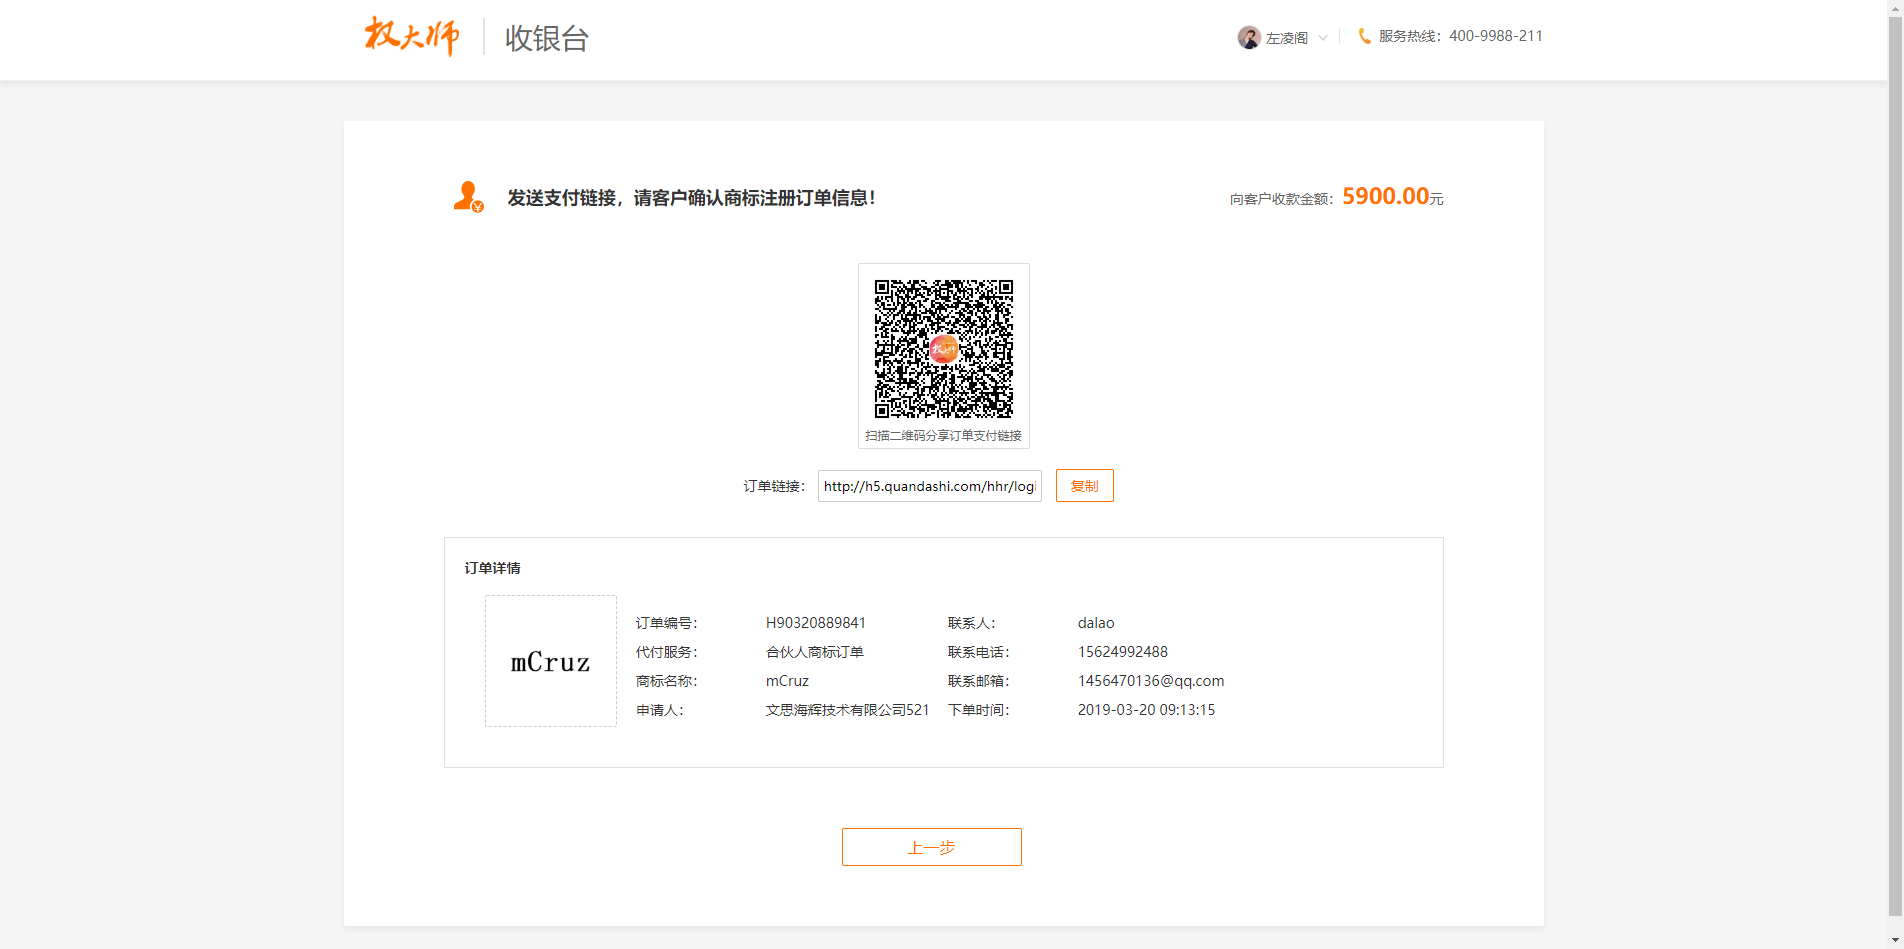 权大师 收银台 左凌阁 服务热线：400-9988-211
发送支付链接，请客户确认商标注册订单信息！ 向客户收款金额：5900.00元
权大师
扫描二维码分享订单支付链接
订单链接： http://h5.quandashi.com/hhr/logi 复制
订单详情
mCruz
订单编号： H90320889841 联系人： dalao
代付服务： 合伙人商标订单 联系电话： 15624992488
商标名称： mCruz 联系邮箱： 1456470136@qq.com
申请人： 文思海辉技术有限公司521 下单时间： 2019-03-20 09:13:15
上一步